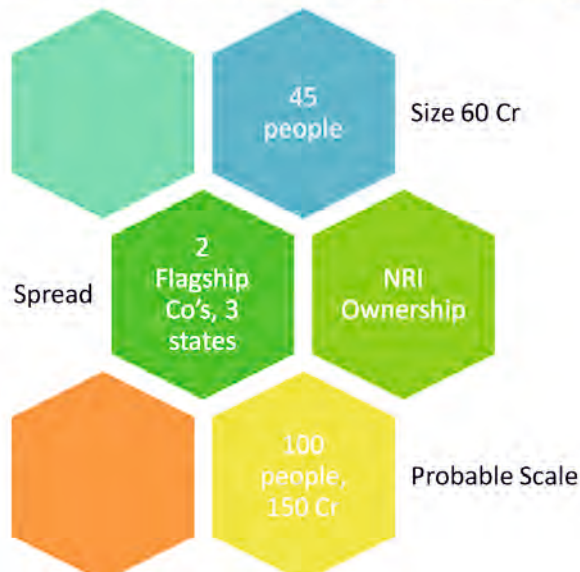 45
people
Size 60 Cr
Spread
2
Flagship
Co's, 3
states
NRI
Ownership
100
people,
150 Cr
Probable Scale